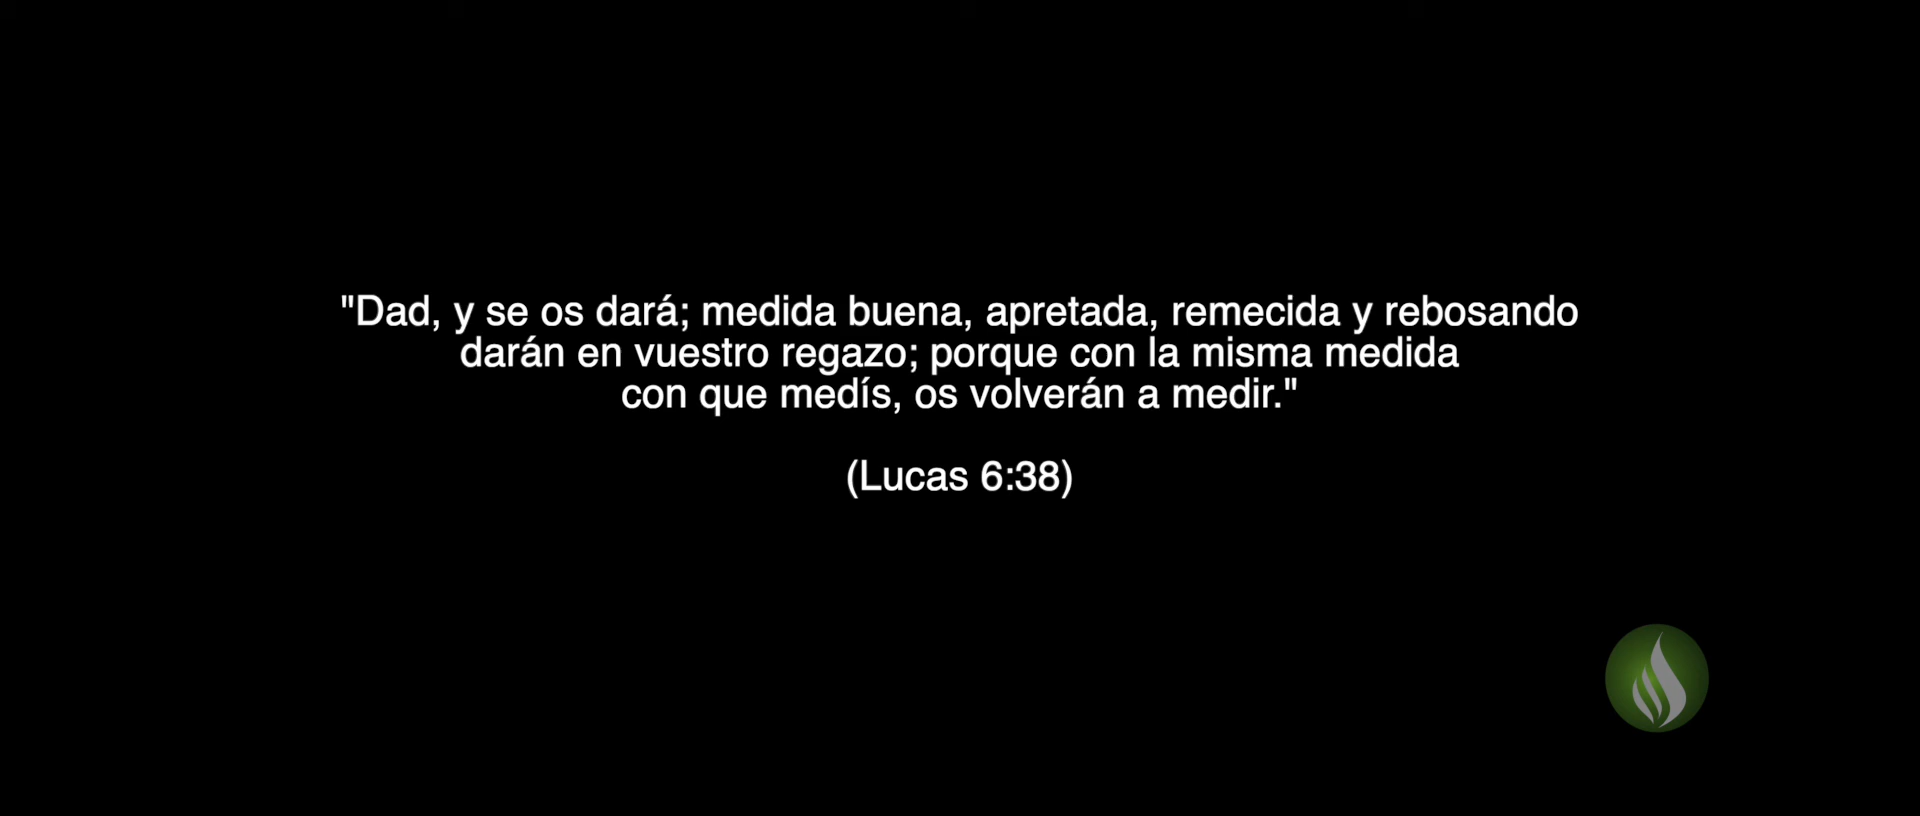 "Dad, y se os dará; medida buena, apretada, remecida y rebosando
darán en vuestro regazo; porque con la misma medida
con que medís, os volverán a medir."
(Lucas 6:38)